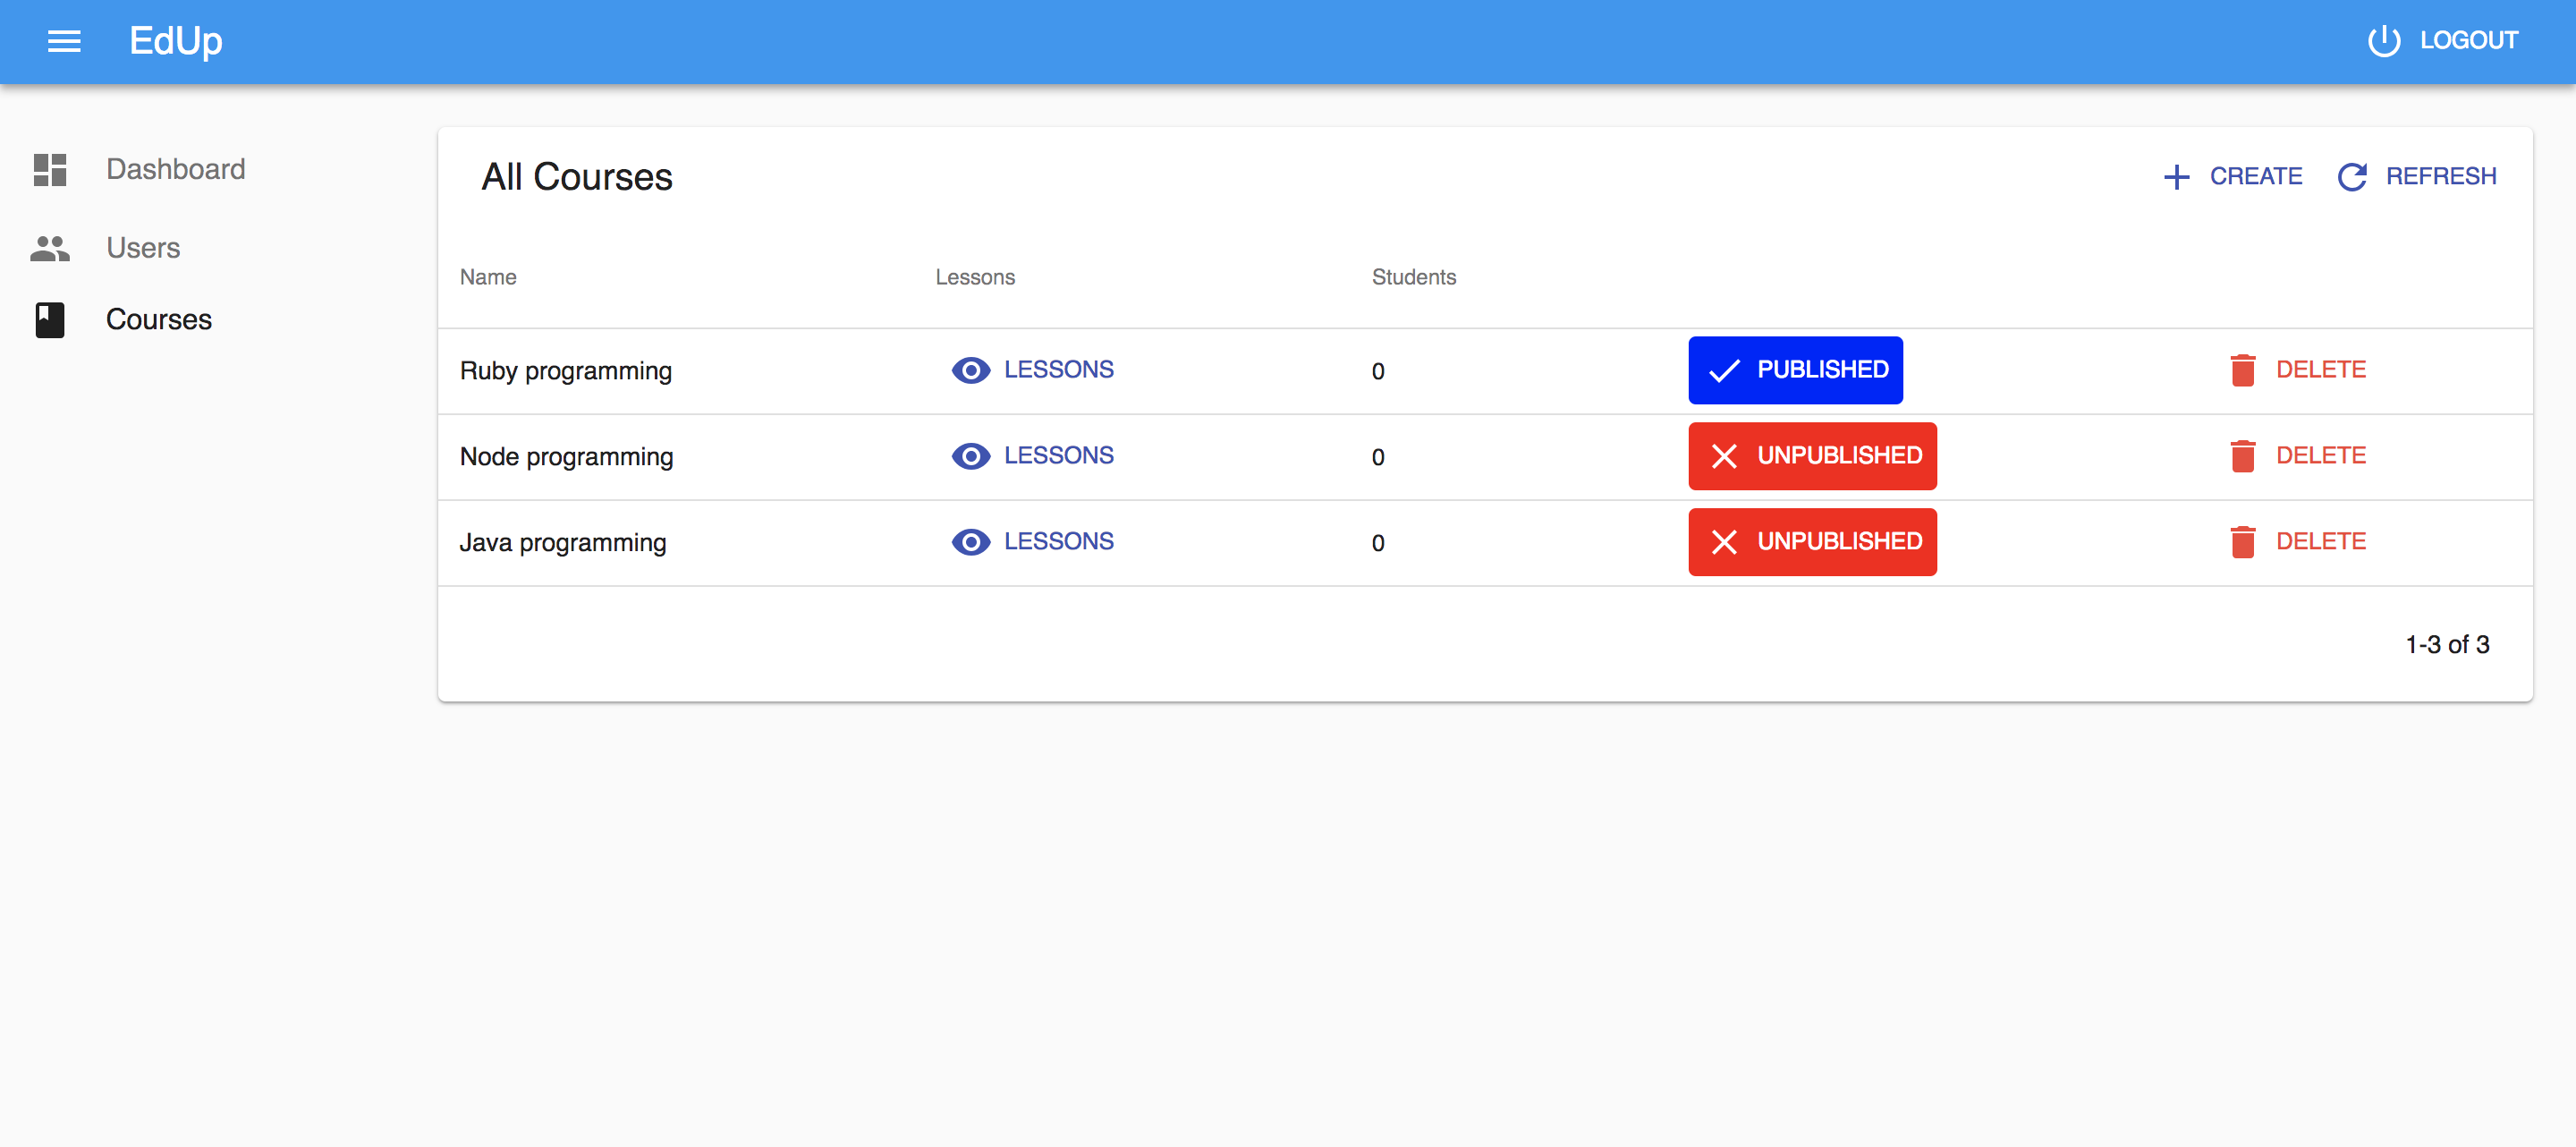 EdUp LOGOUT
Dashboard
Users
Courses
All Courses CREATE REFRESH
Name Lessons Students
Ruby programming LESSONS 0 PUBLISHED DELETE
Node programming LESSONS 0 UNPUBLISHED DELETE
Java programming LESSONS 0 UNPUBLISHED DELETE
1-3 of 3